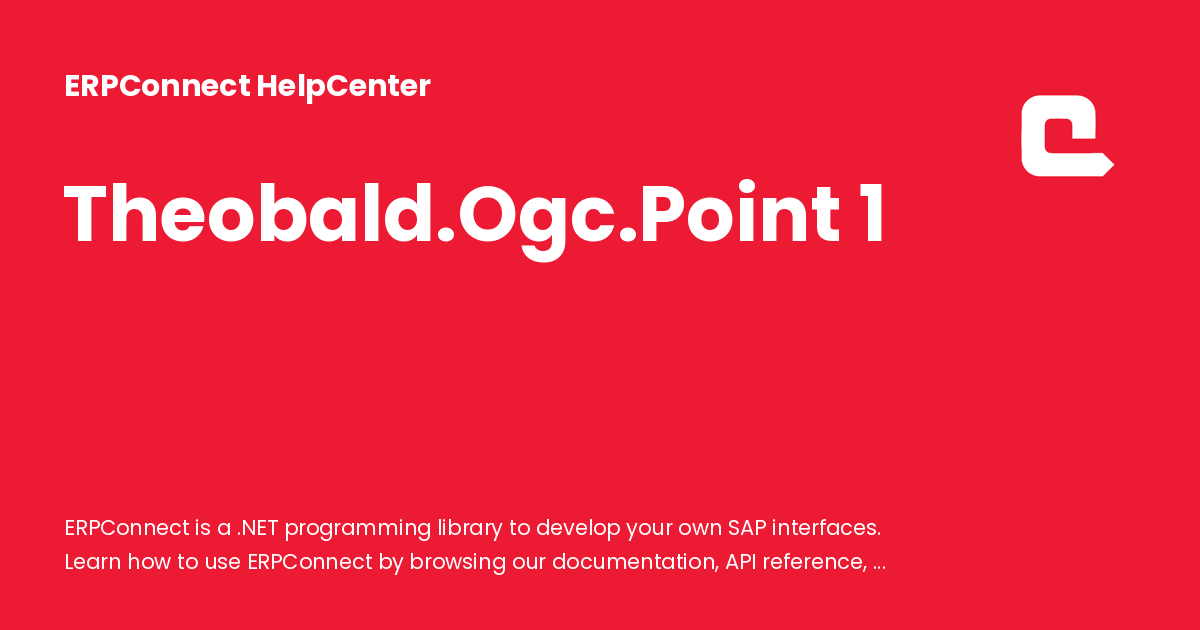 ERPConnect HelpCenter
Theobald.Ogc.Point 1
ERPConnect is a .NET programming library to develop your own SAP interfaces.
Learn how to use ERPConnect by browsing our documentation, API reference, ...